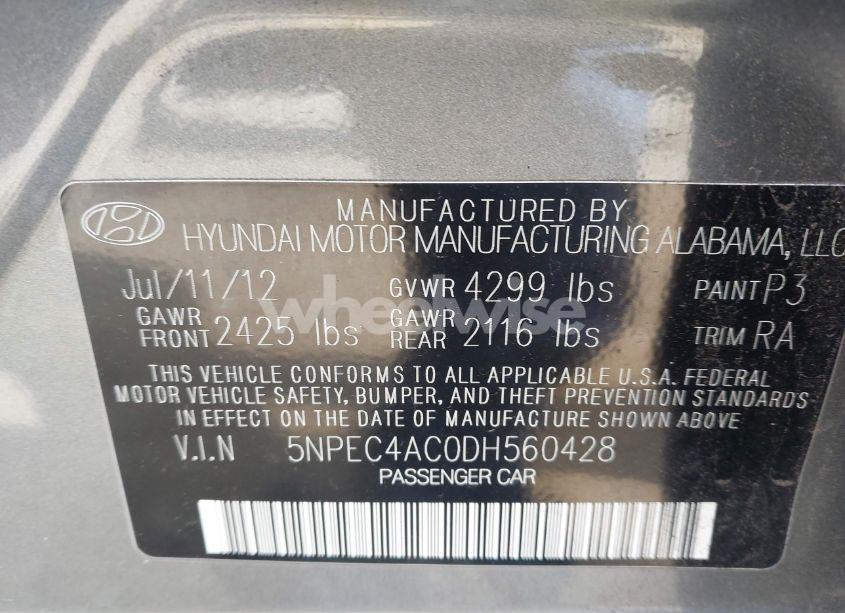 MANUFACTURED BY
HYUNDAI MOTOR MANUFACTURING ALABAMA, LLC
Jul/11/12 GVWR 4299 lbs PAINT P3
GAWR FRONT 2425 lbs GAWR REAR 2116 lbs TRIM RA
wheelwise
THIS VEHICLE CONFORMS TO ALL APPLICABLE U.S.A. FEDERAL
MOTOR VEHICLE SAFETY, BUMPER, AND THEFT PREVENTION STANDARDS
IN EFFECT ON THE DATE OF MANUFACTURE SHOWN ABOVE
V.I.N 5NPEC4AC0DH560428
PASSENGER CAR